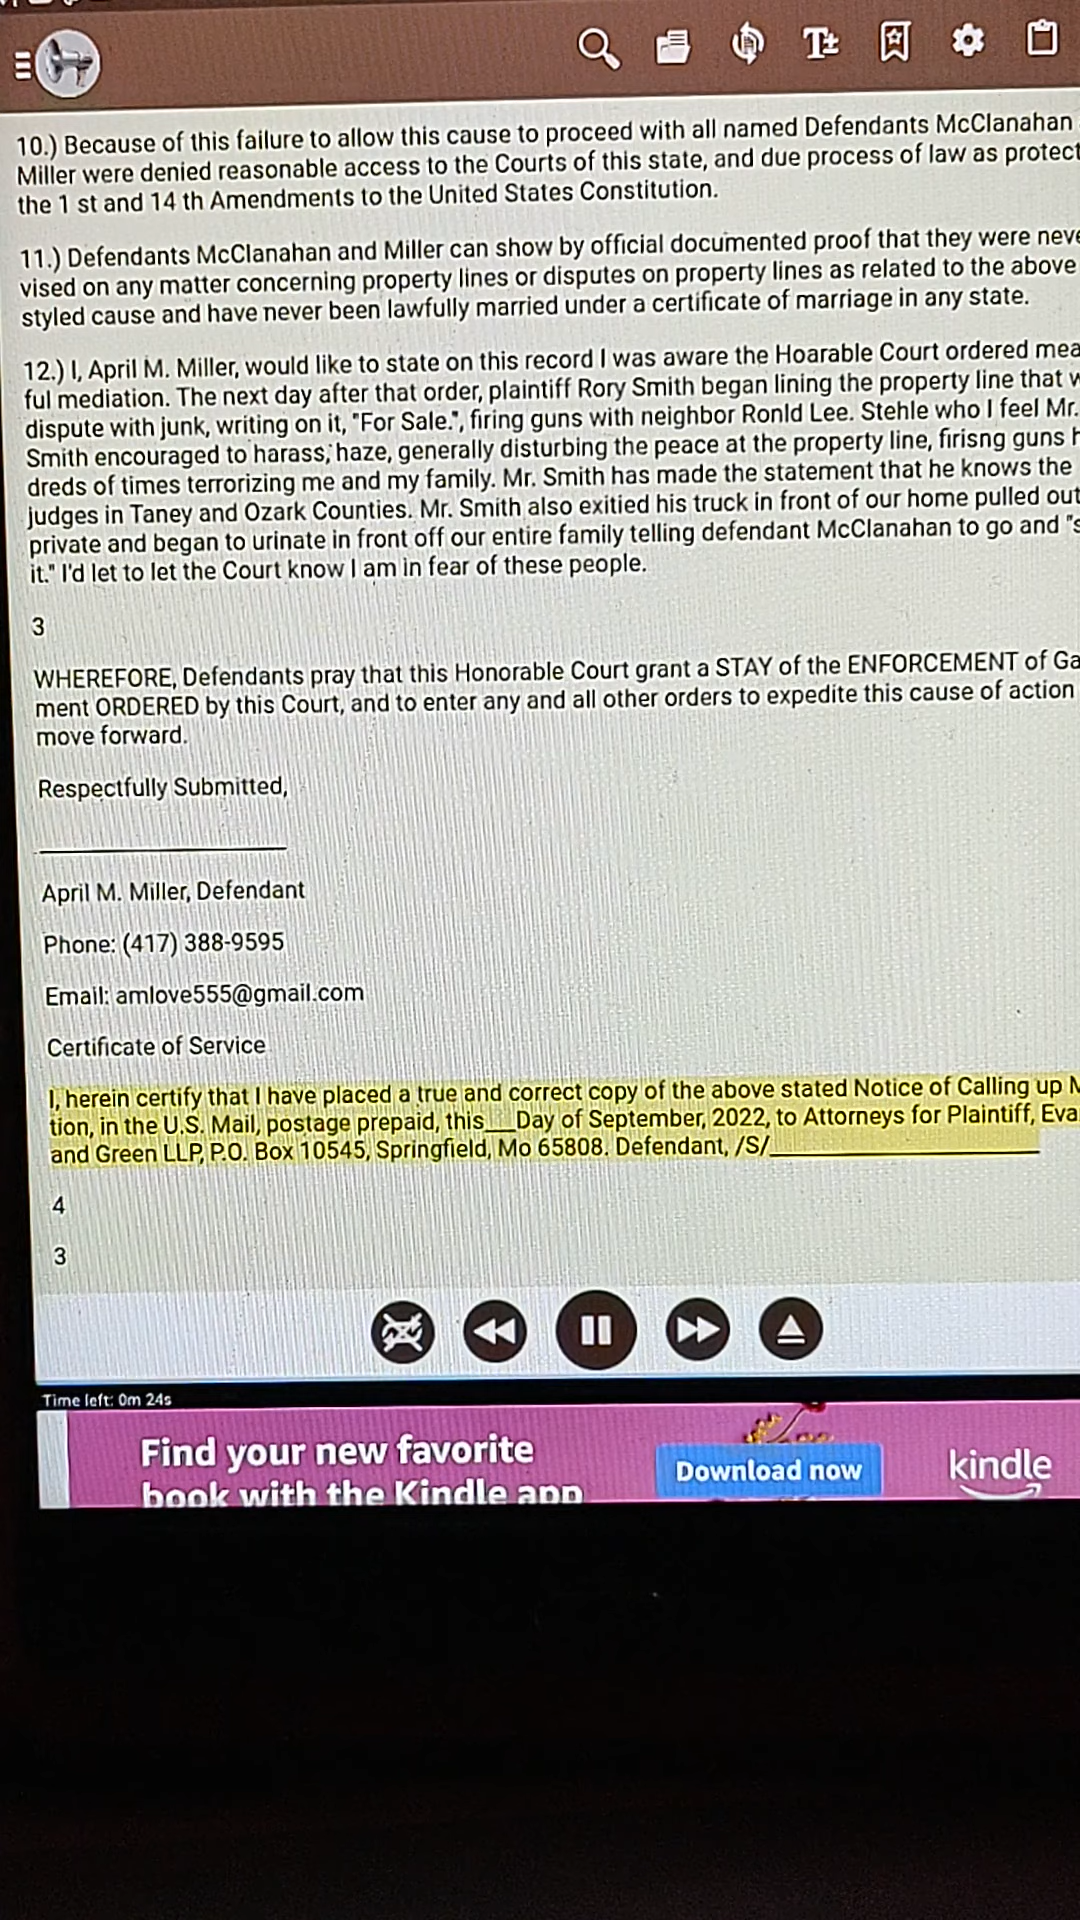 10.) Because of this failure to allow this cause to proceed with all named Defendants McClanahan
Miller were denied reasonable access to the Courts of this state, and due process of law as protect
the 1 st and 14 th Amendments to the United States Constitution.
11.) Defendants McClanahan and Miller can show by official documented proof that they were neve
vised on any matter concerning property lines or disputes on property lines as related to the above
styled cause and have never been lawfully married under a certificate of marriage in any state.
12.) I, April M. Miller, would like to state on this record I was aware the Hoarable Court ordered mea
ful mediation. The next day after that order, plaintiff Rory Smith began lining the property line that w
dispute with junk, writing on it, "For Sale.", firing guns with neighbor Ronld Lee. Stehle who I feel Mr.
Smith encouraged to harass, haze, generally disturbing the peace at the property line, firisng guns h
dreds of times terrorizing me and my family. Mr. Smith has made the statement that he knows the
judges in Taney and Ozark Counties. Mr. Smith also exitied his truck in front of our home pulled out
private and began to urinate in front off our entire family telling defendant McClanahan to go and "s
it." I'd let to let the Court know I am in fear of these people.
3
WHEREFORE, Defendants pray that this Honorable Court grant a STAY of the ENFORCEMENT of Ga
ment ORDERED by this Court, and to enter any and all other orders to expedite this cause of action
move forward.
Respectfully Submitted,
April M. Miller, Defendant
Phone: (417) 388-9595
Email: amlove555@gmail.com
Certificate of Service
I, herein certify that I have placed a true and correct copy of the above stated Notice of Calling up M
tion, in the U.S. Mail, postage prepaid, this___Day of September, 2022, to Attorneys for Plaintiff, Eva
and Green LLP, P.O. Box 10545, Springfield, Mo 65808. Defendant, /S/____________________
4
3
Time left: 0m 24s
Find your new favorite
book with the Kindle app
Download now
kindle